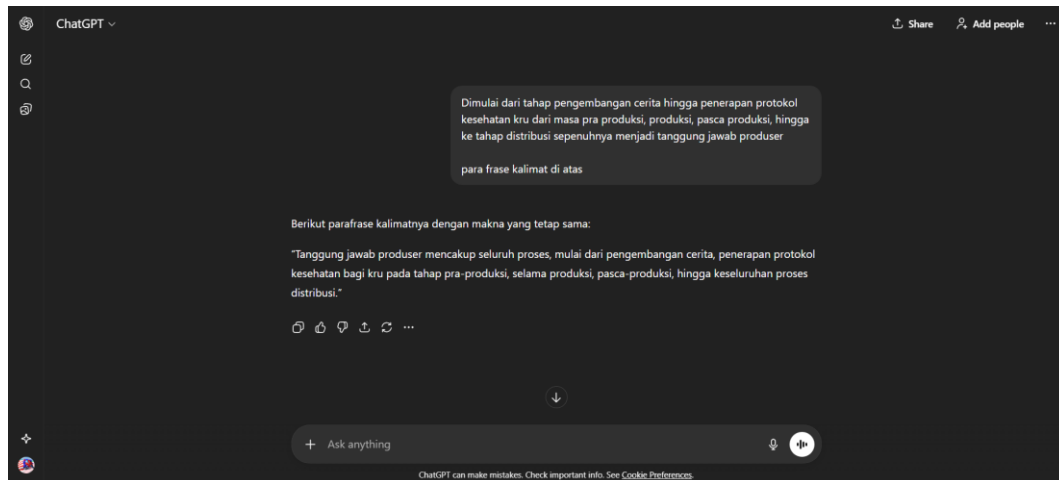 ChatGPT
Share
Add people
Dimulai dari tahap pengembangan cerita hingga penerapan protokol
kesehatan kru dari masa pra produksi, produksi, pasca produksi, hingga
ke tahap distribusi sepenuhnya menjadi tanggung jawab produser
para frase kalimat di atas
Berikut parafrase kalimatnya dengan makna yang tetap sama:
"Tanggung jawab produser mencakup seluruh proses, mulai dari pengembangan cerita, penerapan protokol
kesehatan bagi kru pada tahap pra-produksi, selama produksi, pasca-produksi, hingga keseluruhan proses
distribusi."
Ask anything
ChatGPT can make mistakes. Check important info. See Cookie Preferences.